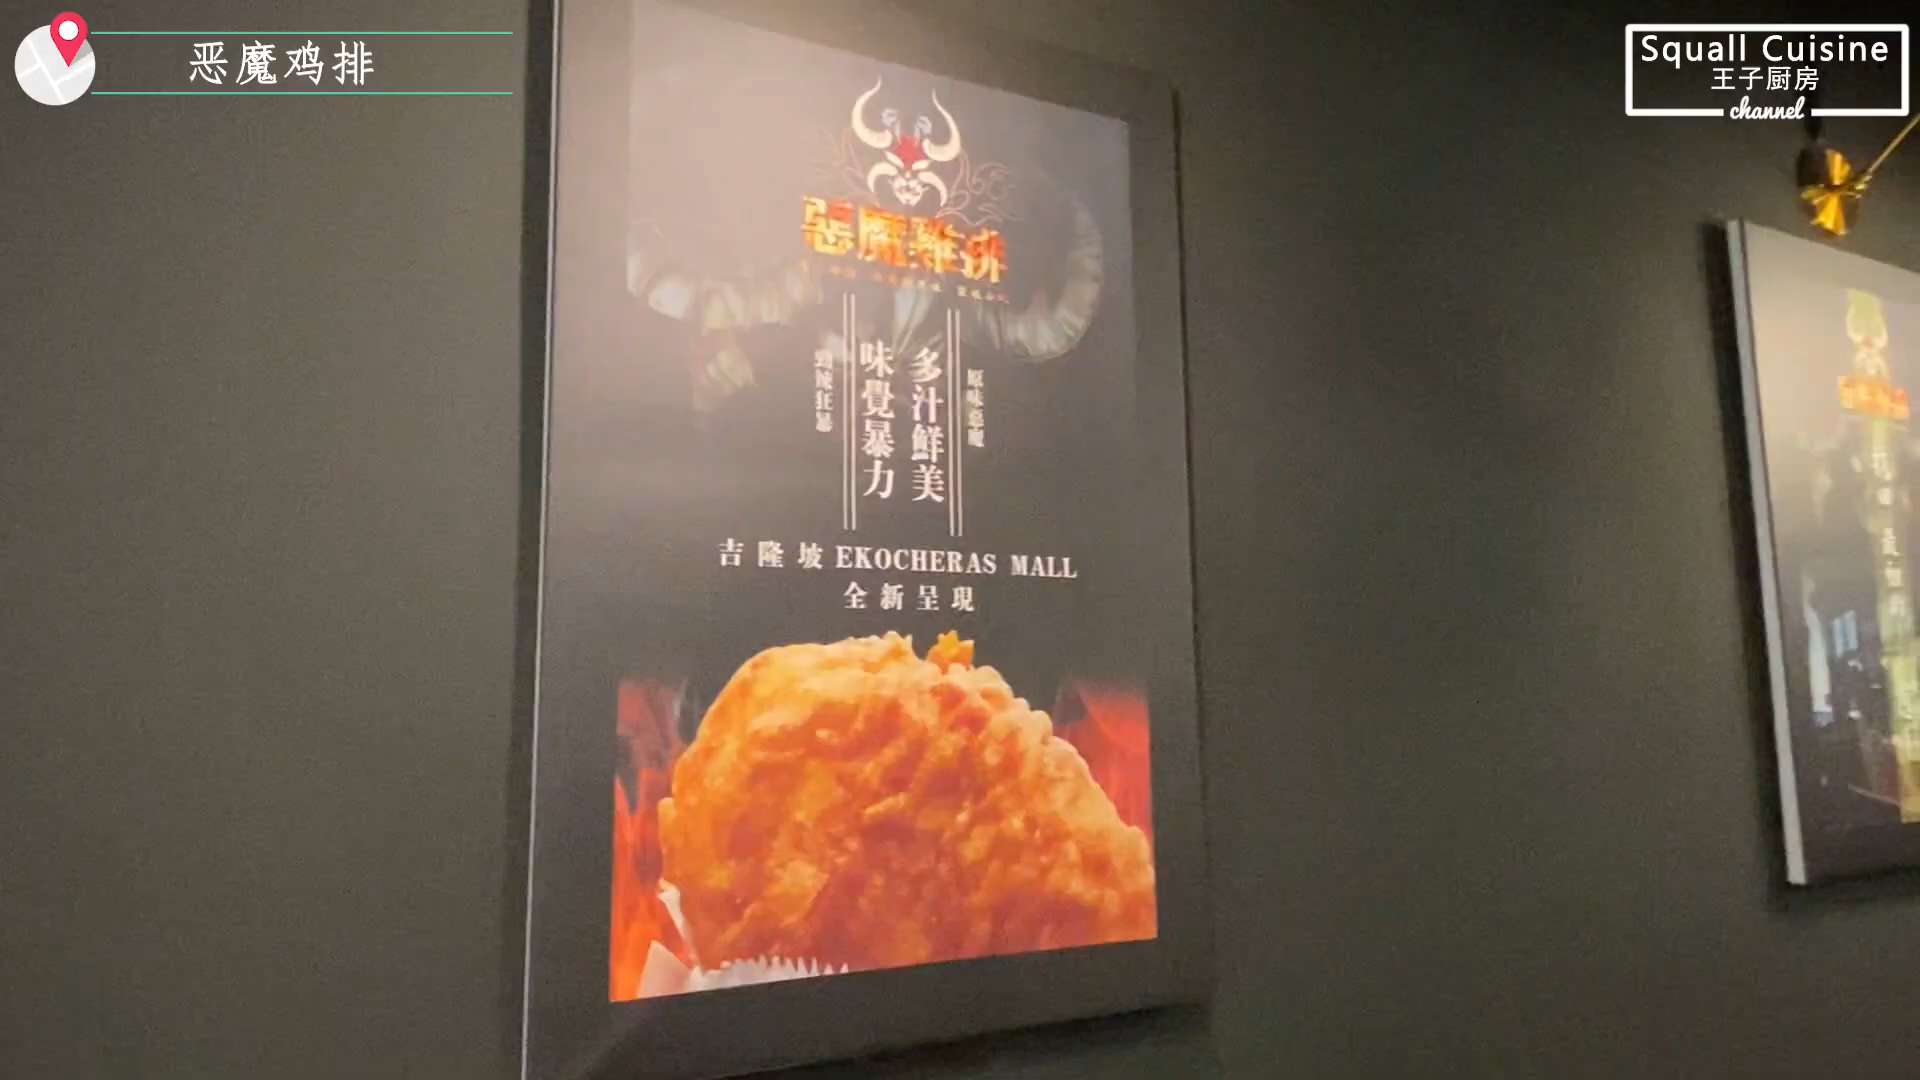 恶魔鸡排
Squall Cuisine
王子厨房
channel
惡魔雞排
原味惡魔
多汁鮮美
味覺暴力
勁辣狂暴
吉隆坡 EKOCHERAS MALL
全新呈現